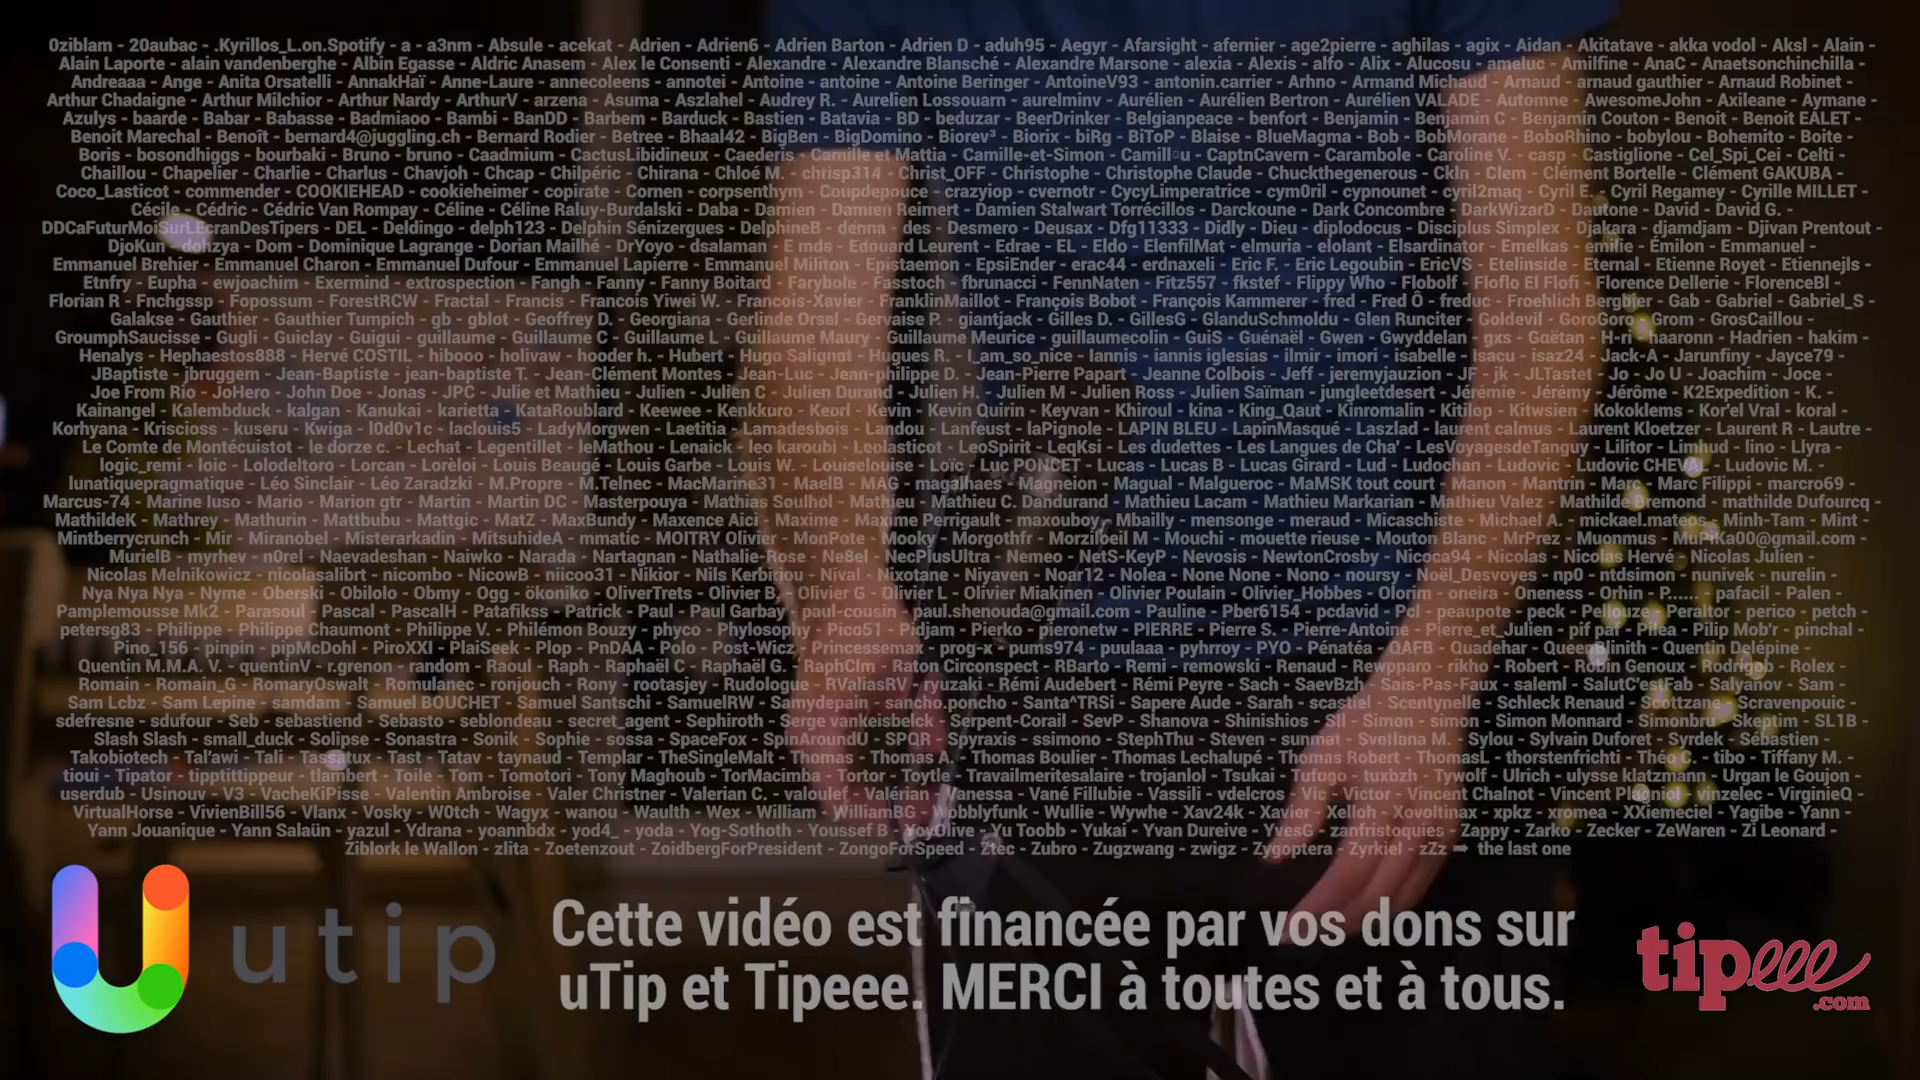 0ziblam - 20aubac - .Kyrillos_L.on.Spotify - a - a3nm - Absule - acekat - Adrien - Adrien6 - Adrien Barton - Adrien D - aduh95 - Aegyr - Afarsight - afernier - age2pierre - aghilas - agix - Aidan - Akitatave - akka vodol - Aksl - Alain -
Alain Laporte - alain vandenberghe - Albin Egasse - Aldric Anasem - Alex le Consenti - Alexandre - Alexandre Blansché - Alexandre Marsone - alexia - Alexis - alfo - Alix - Alucosu - ameluc - Amilfine - AnaC - Anaetsonchinchilla -
Andreaaa - Ange - Anita Orsatelli - AnnakHaï - Anne-Laure - annecoleens - annotei - Antoine - antoine - Antoine Beringer - AntoineV93 - antonin.carrier - Arhno - Armand Michaud - Arnaud - arnaud gauthier - Arnaud Robinet -
Arthur Chadaigne - Arthur Milchior - Arthur Nardy - ArthurV - arzena - Asuma - Aszlahel - Audrey R. - Aurelien Lossouarn - aurelminv - Aurélien - Aurélien Bertron - Aurélien VALADE - Automne - AwesomeJohn - Axileane - Aymane -
Azulys - baarde - Babar - Babasse - Badmiaoo - Bambi - BanDD - Barbem - Barduck - Bastien - Batavia - BD - beduzar - BeerDrinker - Belgianpeace - benfort - Benjamin - Benjamin C - Benjamin Couton - Benoit - Benoit EALET -
Benoit Marechal - Benoît - bernard4@juggling.ch - Bernard Rodier - Betree - Bhaal42 - BigBen - BigDomino - Biorev³ - Biorix - biRg - BiToP - Blaise - BlueMagma - Bob - BobMorane - BoboRhino - bobylou - Bohemito - Boite -
Boris - bosondhiggs - bourbaki - Bruno - bruno - Caadmium - CactusLibidineux - Caederis - Camille et Mattia - Camille-et-Simon - Camill u - CaptnCavern - Carambole - Caroline V. - casp - Castiglione - Cel_Spi_Cei - Celti -
Chaillou - Chapelier - Charlie - Charlus - Chavjoh - Chcap - Chilpéric - Chirana - Chloé M. - chrisp314 - Christ_OFF - Christophe - Christophe Claude - Chuckthegenerous - Ckln - Clem - Clément Bortelle - Clément GAKUBA -
Coco_Lasticot - commender - COOKIEHEAD - cookieheimer - copirate - Cornen - corpsenthym - Coupdepouce - crazyiop - cvernotr - CycyLimperatrice - cym0ril - cypnounet - cyril2maq - Cyril E. - Cyril Regamey - Cyrille MILLET -
Cécile - Cédric - Cédric Van Rompay - Céline - Céline Raluy-Burdalski - Daba - Damien - Damien Reimert - Damien Stalwart Torrécillos - Darckoune - Dark Concombre - DarkWizarD - Dautone - David - David G. -
DDCaFuturMoiSurLEcranDesTipers - DEL - Deldingo - delph123 - Delphin Sénizergues - DelphineB - dema - des - Desmero - Deusax - Dfg11333 - Didly - Dieu - diplodocus - Disciplus Simplex - Djakara - djamdjam - Djivan Prentout -
DjoKun - dohzya - Dom - Dominique Lagrange - Dorian Mailhé - DrYoyo - dsalaman - E mds - Edouard Leurent - Edrae - EL - Eldo - ElenfilMat - elmuria - elolant - Elsardinator - Emelkas - emilie - Émilon - Emmanuel -
Emmanuel Brehier - Emmanuel Charon - Emmanuel Dufour - Emmanuel Lapierre - Emmanuel Militon - Epistaemon - EpsiEnder - erac44 - erdnaxeli - Eric F. - Eric Legoubin - EricVS - Etelinside - Eternal - Etienne Royet - Etiennejls -
Etnfry - Eupha - ewjoachim - Exermind - extrospection - Fangh - Fanny - Fanny Boitard - Farybole - Fasstoch - fbrunacci - FennNaten - Fitz557 - fkstef - Flippy Who - Flobolf - Floflo El Flofi - Florence Dellerie - FlorenceBl -
Florian R - Fnchgssp - Fopossum - ForestRCW - Fractal - Francis - Francois Yiwei W. - Francois-Xavier - FranklinMaillot - François Bobot - François Kammerer - fred - Fred Ô - freduc - Froehlich Bergbjer - Gab - Gabriel - Gabriel_S -
Galakse - Gauthier - Gauthier Tumpich - gb - gblot - Geoffrey D. - Georgiana - Gerlinde Orsel - Gervaise P. - giantjack - Gilles D. - GillesG - GlanduSchmoldu - Glen Runciter - Goldevil - GoroGoro - Grom - GrosCaillou -
GroumphSaucisse - Gugli - Guiclay - Guigui - guillaume - Guillaume - Guillaume L - Guillaume Maury - Guillaume Meurice - guillaumecolin - GuiS - Guénaël - Gwen - Gwyddelan - gxs - Gaëtan - H-n - haaronn - Hadrien - hakim -
Henalys - Hephaestos888 - Hervé COSTIL - hibooo - holivaw - hooder h. - Hubert - Hugo Salignat - Hugues R. - I_am_so_nice - Iannis - iannis iglesias - ilmir - imori - isabelle - isacu - isaz24 - Jack-A - Jarunfiny - Jayce79 -
JBaptiste - jbruggem - Jean-Baptiste - jean-baptiste T. - Jean-Clément Montes - Jean-Luc - Jean-philippe D. - Jean-Pierre Papart - Jeanne Colbois - Jeff - jeremyjauzion - JF - jk - JLTastet - Jo - Jo U - Joachim - Joce -
Joe From Rio - JoHero - John Doe - Jonas - JPC - Julie et Mathieu - Julien - Julien C - Julien Durand - Julien H. - Julien M - Julien Ross - Julien Saïman - jungleetdesert - Jérémie - Jérémy - Jérôme - K2Expedition - K. -
Kainangel - Kalembduck - kalgan - Kanukai - karietta - KataRoublard - Keewee - Kenkkuro - Keorl - Kevin - Kevin Quirin - Keyvan - Khiroul - kina - King_Qaut - Kinromalin - Kitlop - Kitwsien - Kokoklems - Kor'el Vral - koral -
Korhyana - Kriscioss - kuseru - Kwiga - l0d0v1c - laclouis5 - LadyMorgwen - Laetitia - Lamadesbois - Landou - Lanfeust - laPignole - LAPIN BLEU - LapinMasqué - Laszlad - laurent calmus - Laurent Kloetzer - Laurent R - Lautre -
Le Comte de Montécuistot - le dorze c. - Lechat - Legentillet - leMathou - Lenaick - leo karoubi - Leolasticot - LeoSpirit - LeqKsi - Les dudettes - Les Langues de Cha' - LesVoyagesdeTanguy - Lilitor - Limaud - lino - Llyra -
logic_remi - loic - Lolodeltoro - Lorcan - Lorèloi - Louis Beaugé - Louis Garbe - Louis W. - Louiselouse - Loïc - Luc PONCET - Lucas - Lucas B - Lucas Girard - Lud - Ludochan - Ludovic - Ludovic CHEVAL - Ludovic M. -
lunatiquepragmatique - Léo Sinclair - Léo Zaradzki - M.Propre - M.Telnec - MacMarine31 - MaelB - MAG - magalhaes - Magneion - Magual - Malgueroc - MaMSK tout court - Manon - Mantrin - Marc - Marc Filippi - marcro69 -
Marcus-74 - Marine luso - Mario - Marion gtr - Martin - Martin DC - Masterpouya - Mathias Soulhol - Mathieu - Mathieu C. Dancrand - Mathieu Lacam - Mathieu Markarian - Mathieu Valez - Mathilde Bremond - mathilde Dufourcq -
MathildeK - Mathrey - Mathurin - Mattbubu - Mattgic - MatZ - MaxBundy - Maxence Aici - Maxime - Maxime Perrigault - maxouboy - Mbailly - mensonge - meraud - Micaschiste - Michael A. - mickael.mateos - Minh-Tam - Mint -
Mintberrycrunch - Mir - Miranobel - Misterarkadin - MitsuhideA - mmatic - MOITRY Olivier - MonPote - Mooky - Morgothfr - Morziloeil M - Mouchi - mouette rieuse - Mouton Blanc - MrPrez - Mummus - MuPiKa00@gmail.com -
MurielB - myrhev - n0rel - Naevadeshan - Naiwko - Narada - Nartagnan - Nathalie-Rose - Ne8el - NecPlusUltra - Nemeo - NetS-KeyP - Nevosis - NewtonCrosby - Nicora94 - Nicolas - Nicolas Hervé - Nicolas Julien -
Nicolas Melnikowicz - nicolasalibrt - nicombo - NicowB - niicoo31 - Nikior - Nils Kerbijou - Nival - Nixotane - Niyaven - Noar12 - Nolea - None None - Nono - noursy - Noël_Desvoyes - np0 - ntdsimon - nunivek - nurelin -
Nya Nya Nya - Nyme - Oberski - Obilolo - Obmy - Ogg - ökoniko - OliverTrets - Olivier B. - Olivier G - Olivier L - Olivier Miakinen - Olivier Poulain - Olivier_Hobbes - Olorin - oneira - Oneness - Orhin - P...... - pafacil - Palen -
Pamplemousse Mk2 - Parasoul - Pascal - PascalH - Patafikss - Patrick - Paul - Paul Garbay - paul-cousin - paul.shenouda@gmail.com - Pauline - Pber6154 - pcdavid - Pe - peaupote - peck - Pelouze - Peraltor - perico - petch -
petersg83 - Philippe - Philippe Chaumont - Philippe V. - Philémon Bouzy - phyco - Phylosophy - Pico51 - Pidjam - Pierko - pieronetw - PIERRE - Pierre S. - Pierre-Antoine - Pierre_et_Julien - pif paf - Pilea - Pilip Mob'r - pinchal -
Pino_156 - pinpin - pipMcDohl - PiroXXI - PlaiSeek - Plop - PnDAA - Polo - Post-Wicz - Princessemimi - prog-x - pums974 - puulaaa - pyhrroy - PYO - Pénatéa - QAFB - Quadehar - Queenblinith - Quentin Delépine -
Quentin M.M.A. V. - quentinV - r.grenon - random - Raoul - Raph - Raphaël C - Raphaël G. - RaphClm - Raton Circonspect - RBarto - Remi - remowski - Renaud - Rewpparo - rikho - Robert - Robin Genoux - Rodrigob - Rolex -
Romain - Romain_G - RomaryOswalt - Romulanec - ronjouch - Rony - rootasjey - Rudologue - RValiasRV - ryuzaki - Rémi Audebert - Rémi Peyre - Sach - SaevBzh - Sais-Pas-Faux - saleml - SalutC'estFab - Salyanov - Sam -
Sam Lcbz - Sam Lepine - samdam - Samuel BOUCHET - Samuel Santschi - SamuelRW - Samydepap - sancho poncho - Santa^TRSi - Sapere Aude - Sarah - scarciel - Scentynele - Schleck Renaud - Scottzane - Scravenpouic -
sdefresne - sdufour - Seb - sebastiend - Sebasto - seblondeau - secret_agent - Sephiroth - Serge von keisbelck - Serpent-Corail - SevP - Shanova - Shinishios - Sili - Simon - simon - Simon Monnard - Simonbn - Skeptim - SL1B -
Slash Slash - small_duck - Solipse - Sonastra - Sonik - Sophie - sossa - SpaceFox - SpinAroundU - SPQR - Spyraxis - ssimono - StephThu - Steven - sunmat - Svetlana M. - Sylou - Sylvain Duforet - Syrdek - Sébastien -
Takobiotech - Tal'awi - Tali - Tassatux - Tast - Tatav - taynaud - Templar - TheSingleMalt - Thomas - Thomas A. - Thomas Boulier - Thomas Lechalupé - Thomas Robert - ThomasL - thorstenfrichti - Théo C. - tibo - Tiffany M. -
tioui - Tipator - tipptittippeur - tlambert - Toile - Tom - Tomotori - Tony Maghoub - TorMacimba - Tortor - Toytle - Travailmeritesalaire - trojanlol - Tsukai - Tufugo - tuxbzh - Tywolf - Ulrich - ulysse klatzmann - Urgan le Goujon -
userdub - Usinouv - V3 - VacheKiPisse - Valentin Ambroise - Valer Christner - Valerian C. - valoulef - Valérian - Vanessa - Vané Fillubie - Vassili - vdelcros - Vic - Victor - Vincent Chalnot - Vincent Plagniol - vinzelec - VirginieQ -
VirtualHorse - VivienBill56 - Vlanx - Vosky - W0tch - Wagyx - wanou - Waulth - Wex - William - WilliamBG - Wobblyfunk - Wullie - Wywhe - Xav24k - Xavier - Xeloh - Xovoltinax - xpkz - xromea - XXiemeciel - Yagibe - Yann -
Yann Jouanique - Yann Salaün - yazul - Ydrana - yoannbdx - yod4_ - yoda - Yog-Sothoth - Youssef B - YoyOlive - Yu Toobb - Yukai - Yvan Dureive - YvesG - zanfristoques - Zappy - Zarko - Zecker - ZeWaren - Zi Leonard -
Ziblork le Wallon - zlita - Zoetenzout - ZoidbergForPresident - ZongoForSpeed - Ztec - Zubro - Zugzwang - zwigz - Zygoptera - Zyrkiel - zZz ➡ the last one
utip
Cette vidéo est financée par vos dons sur
uTip et Tipeee. MERCI à toutes et à tous.
tipeee
.com